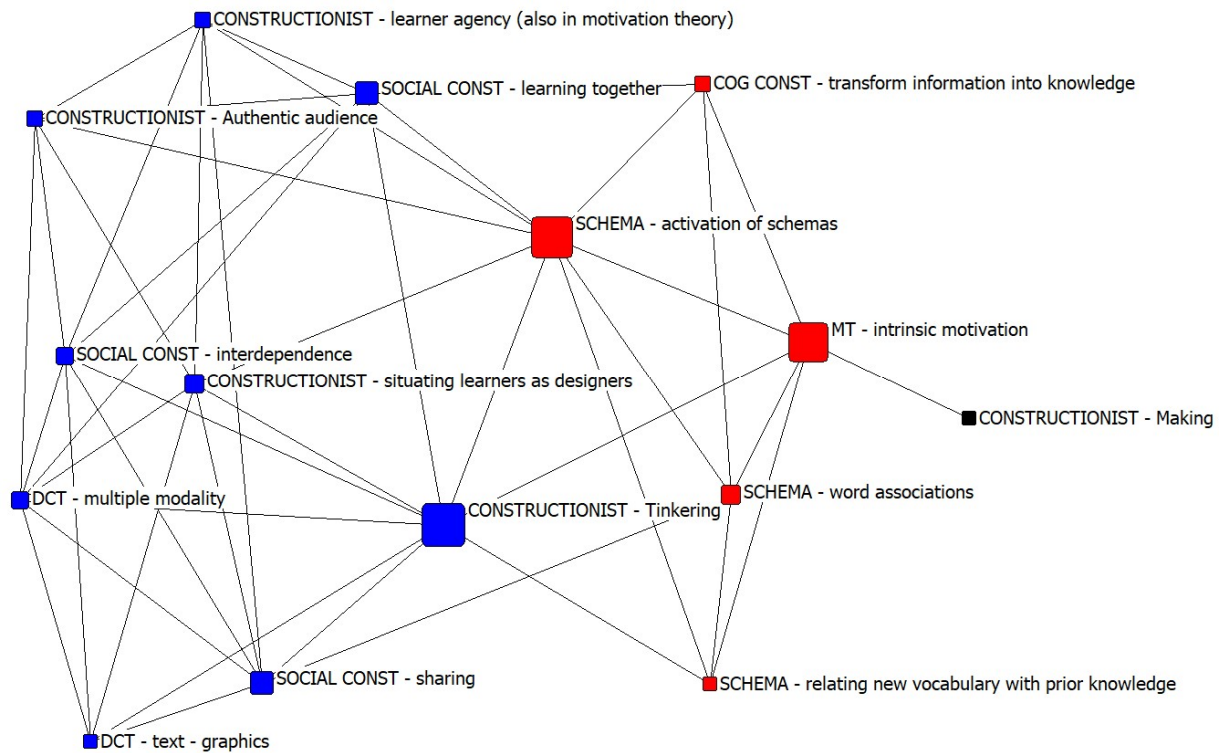 CONSTRUCTIONIST - learner agency (also in motivation theory)
SOCIAL CONST - learning together
COG CONST - transform information into knowledge
CONSTRUCTIONIST - Authentic audience
SCHEMA - activation of schemas
MT - intrinsic motivation
SOCIAL CONST - interdependence
CONSTRUCTIONIST - situating learners as designers
CONSTRUCTIONIST - Making
DCT - multiple modality
SCHEMA - word associations
CONSTRUCTIONIST - Tinkering
SOCIAL CONST - sharing
SCHEMA - relating new vocabulary with prior knowledge
DCT - text - graphics